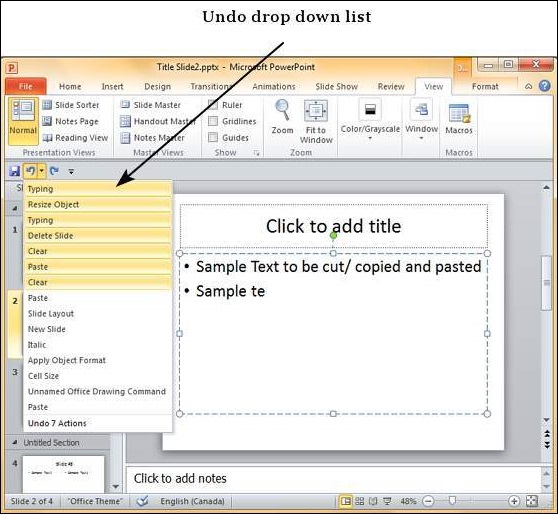 Undo drop down list
Title Slide2.pptx - Microsoft PowerPoint
File Home Insert Design Transitions Animations Slide Show Review View Format
Normal
Slide Sorter
Notes Page
Reading View
Presentation Views
Slide Master
Handout Master
Notes Master
Master Views
Ruler
Gridlines
Guides
Show
Zoom
Fit to
Window
Zoom
Color/Grayscale
Window
Macros
Macros
Typing
Resize Object
Typing
Delete Slide
Clear
Paste
Clear
Paste
Slide Layout
New Slide
Italic
Apply Object Format
Cell Size
Unnamed Office Drawing Command
Paste
Undo 7 Actions
1
2
3
Untitled Section
4
Click to add title
• Sample Text to be cut/ copied and pasted
• Sample te
Click to add notes
Slide 2 of 4 "Office Theme" English (Canada) 48%